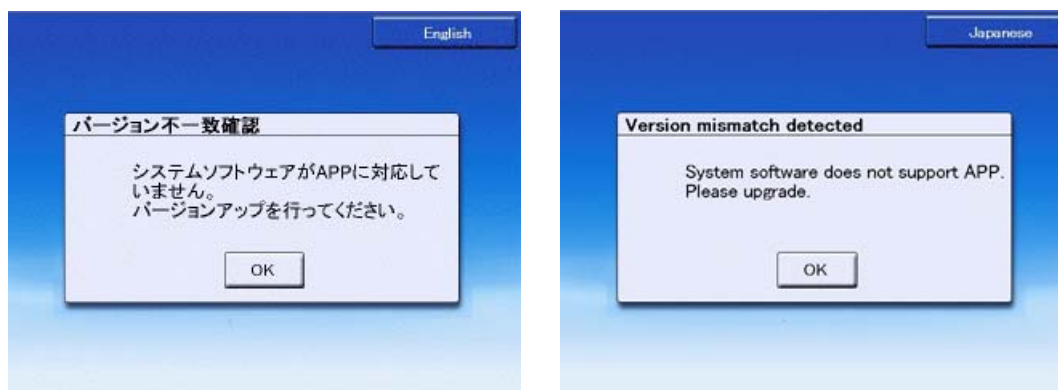 English
バージョン不一致確認
システムソフトウェアがAPPに対応して
いません。
バージョンアップを行ってください。
OK
Japanese
Version mismatch detected
System software does not support APP.
Please upgrade.
OK